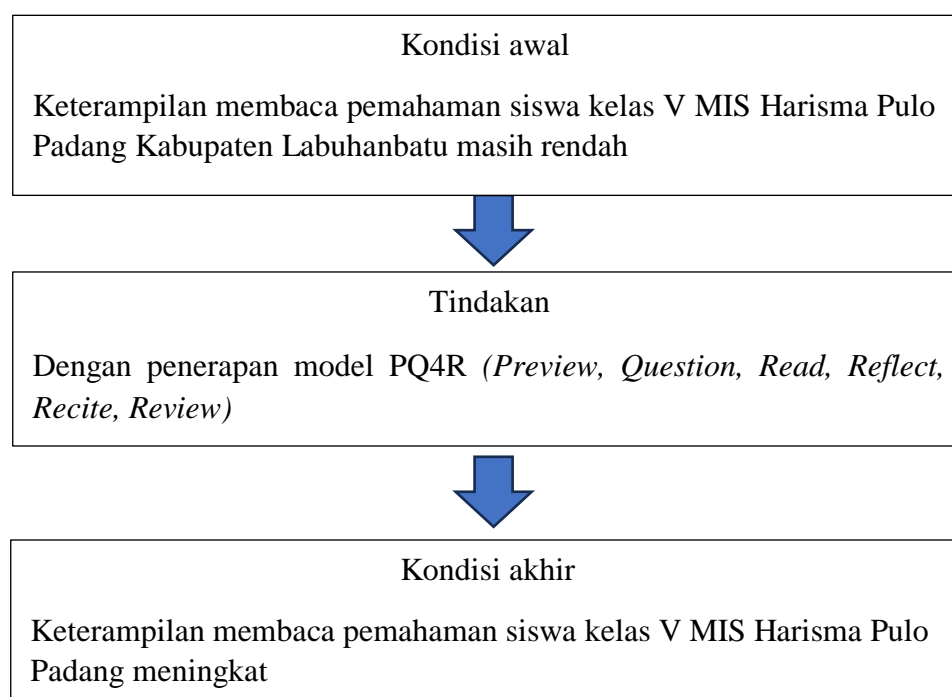 Kondisi awal
Keterampilan membaca pemahaman siswa kelas V MIS Harisma Pulo
Padang Kabupaten Labuhanbatu masih rendah
Tindakan
Dengan penerapan model PQ4R (Preview, Question, Read, Reflect,
Recite, Review)
Kondisi akhir
Keterampilan membaca pemahaman siswa kelas V MIS Harisma Pulo
Padang meningkat